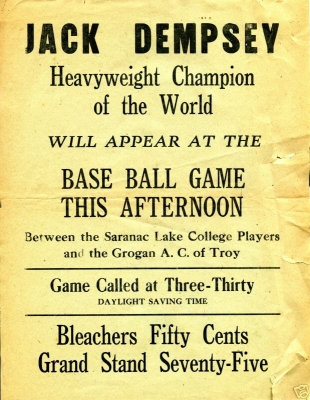 JACK DEMPSEY
Heavyweight Champion
of the World
WILL APPEAR AT THE
BASE BALL GAME
THIS AFTERNOON
Between the Saranac Lake College Players
and the Grogan A. C. of Troy
Game Called at Three-Thirty
DAYLIGHT SAVING TIME
Bleachers Fifty Cents
Grand Stand Seventy-Five